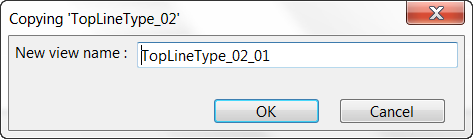 Copying 'TopLineType_02'
New view name : TopLineType_02_01
OK Cancel